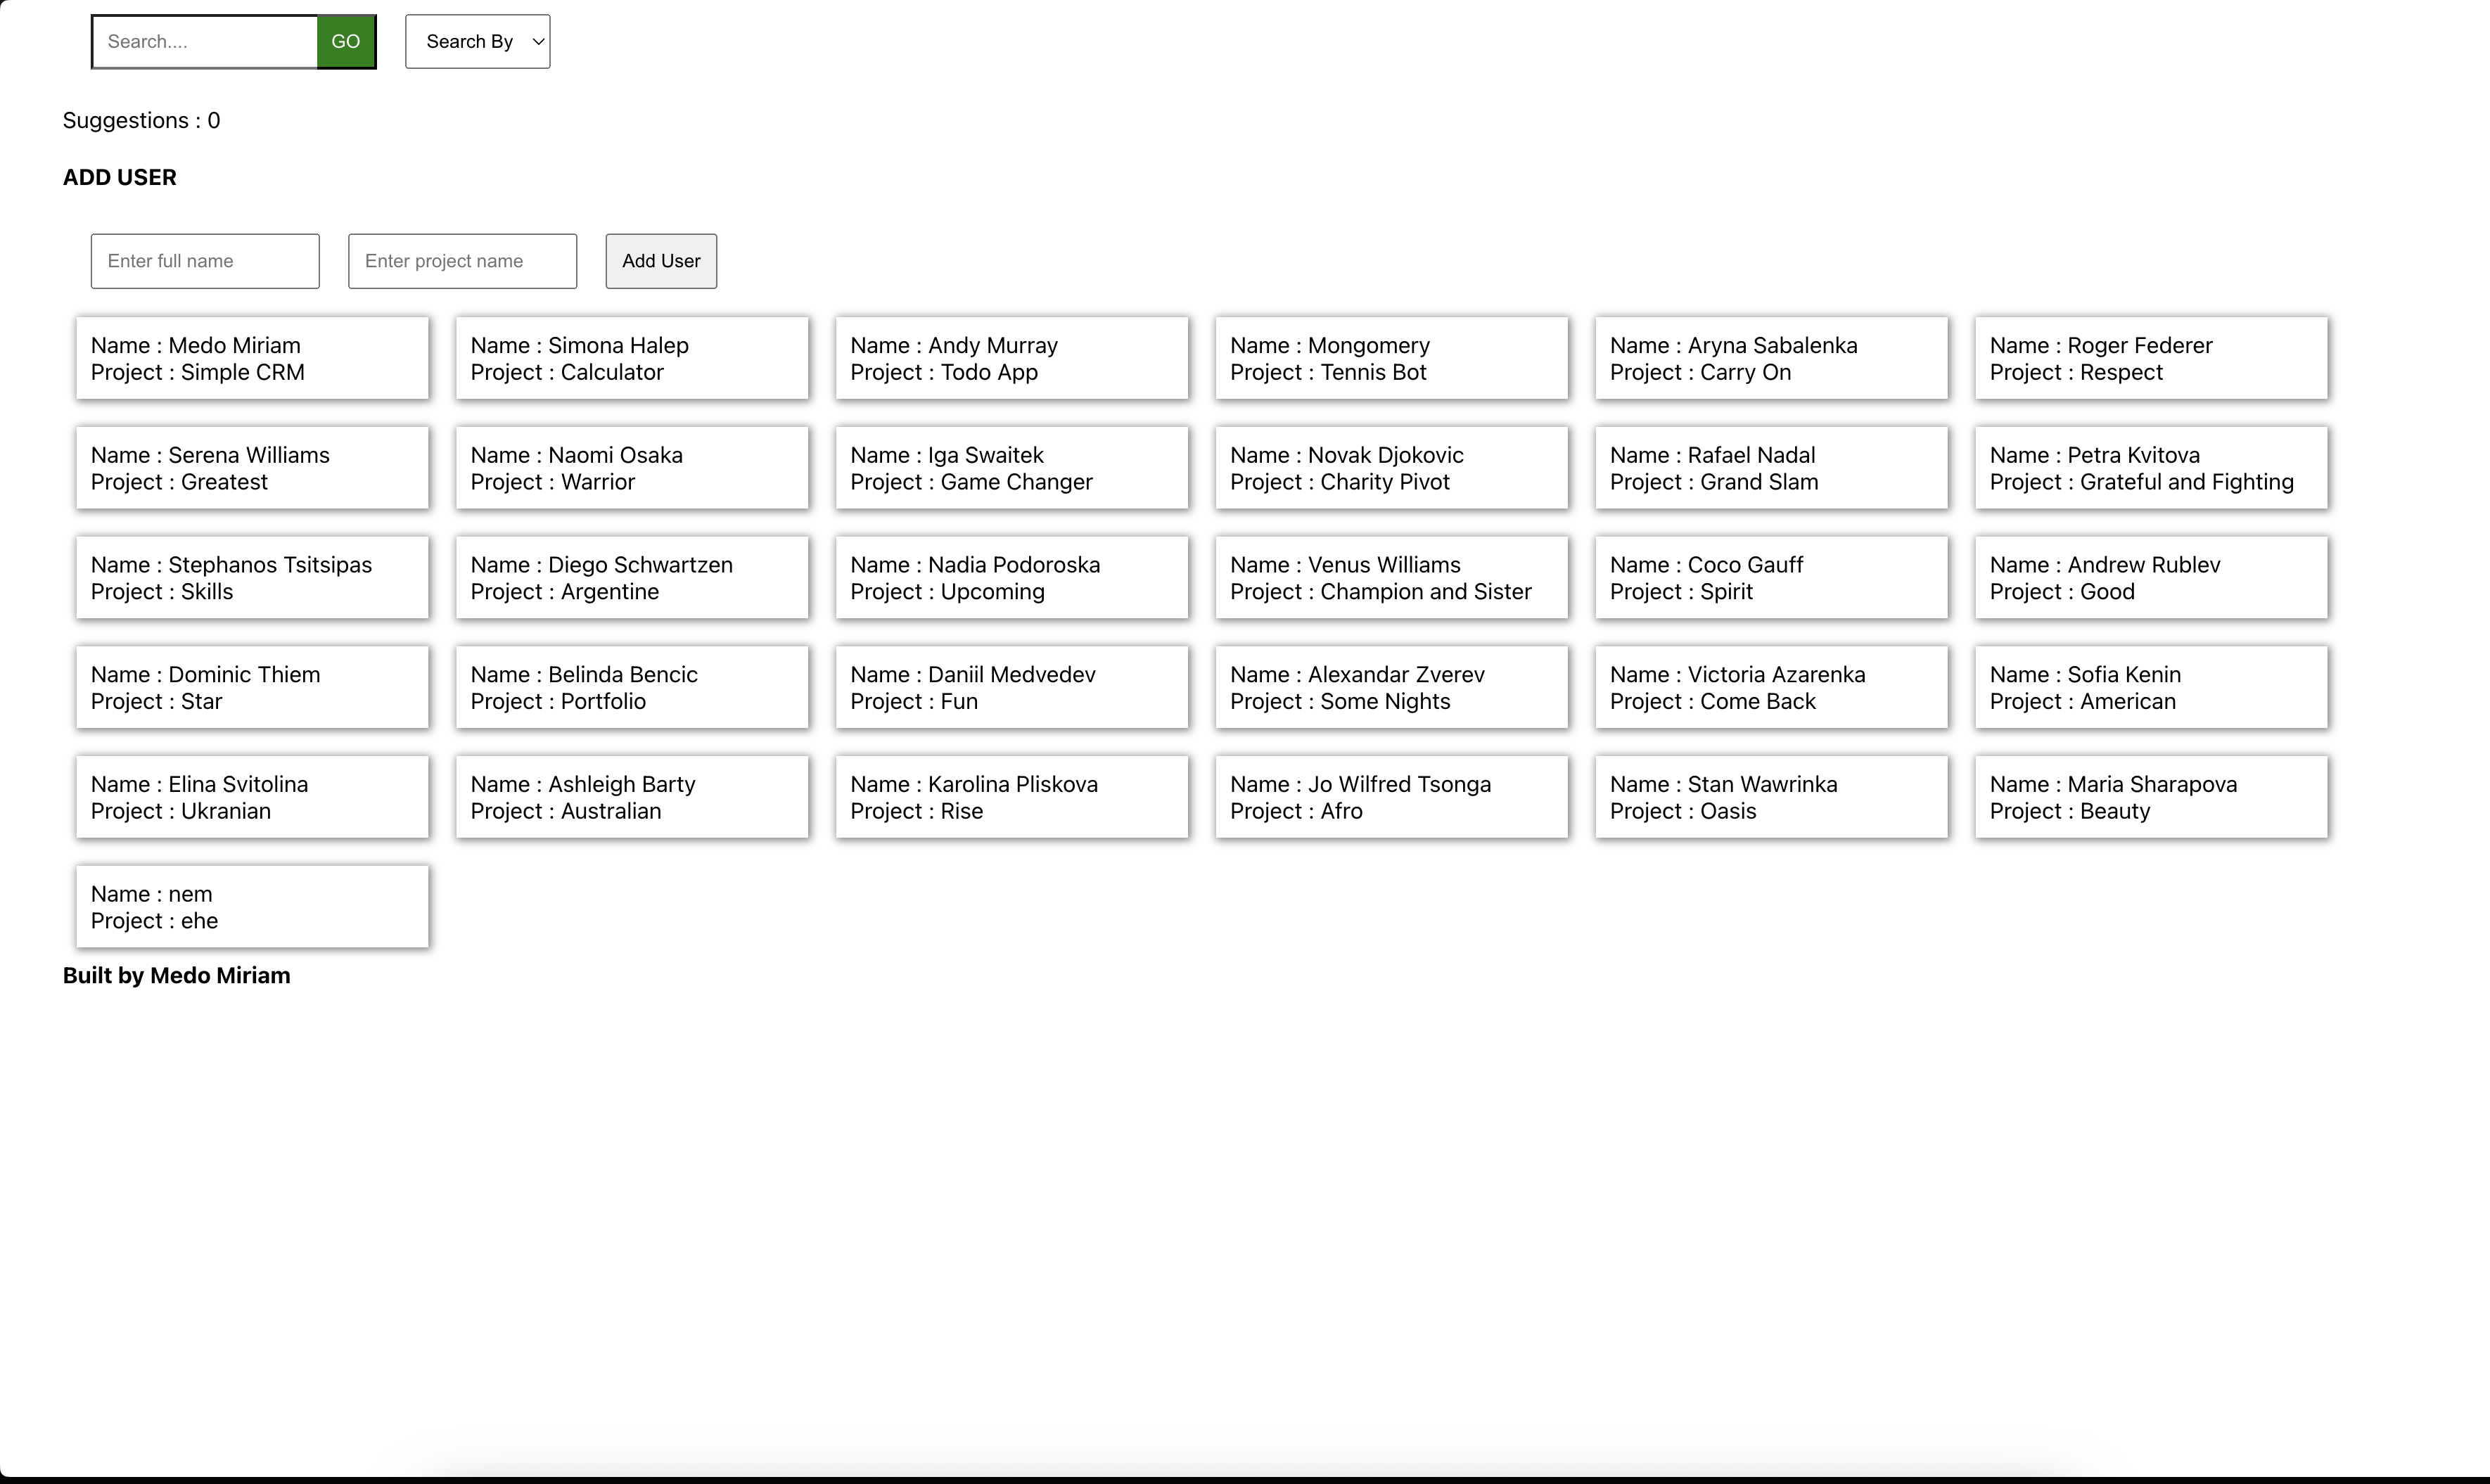 Search.... GO Search By
Suggestions : 0
ADD USER
Enter full name Enter project name Add User
Name : Medo Miriam
Project : Simple CRM
Name : Simona Halep
Project : Calculator
Name : Andy Murray
Project : Todo App
Name : Mongomery
Project : Tennis Bot
Name : Aryna Sabalenka
Project : Carry On
Name : Roger Federer
Project : Respect
Name : Serena Williams
Project : Greatest
Name : Naomi Osaka
Project : Warrior
Name : Iga Swaitek
Project : Game Changer
Name : Novak Djokovic
Project : Charity Pivot
Name : Rafael Nadal
Project : Grand Slam
Name : Petra Kvitova
Project : Grateful and Fighting
Name : Stephanos Tsitsipas
Project : Skills
Name : Diego Schwartzen
Project : Argentine
Name : Nadia Podoroska
Project : Upcoming
Name : Venus Williams
Project : Champion and Sister
Name : Coco Gauff
Project : Spirit
Name : Andrew Rublev
Project : Good
Name : Dominic Thiem
Project : Star
Name : Belinda Bencic
Project : Portfolio
Name : Daniil Medvedev
Project : Fun
Name : Alexandar Zverev
Project : Some Nights
Name : Victoria Azarenka
Project : Come Back
Name : Sofia Kenin
Project : American
Name : Elina Svitolina
Project : Ukranian
Name : Ashleigh Barty
Project : Australian
Name : Karolina Pliskova
Project : Rise
Name : Jo Wilfred Tsonga
Project : Afro
Name : Stan Wawrinka
Project : Oasis
Name : Maria Sharapova
Project : Beauty
Name : nem
Project : ehe
Built by Medo Miriam